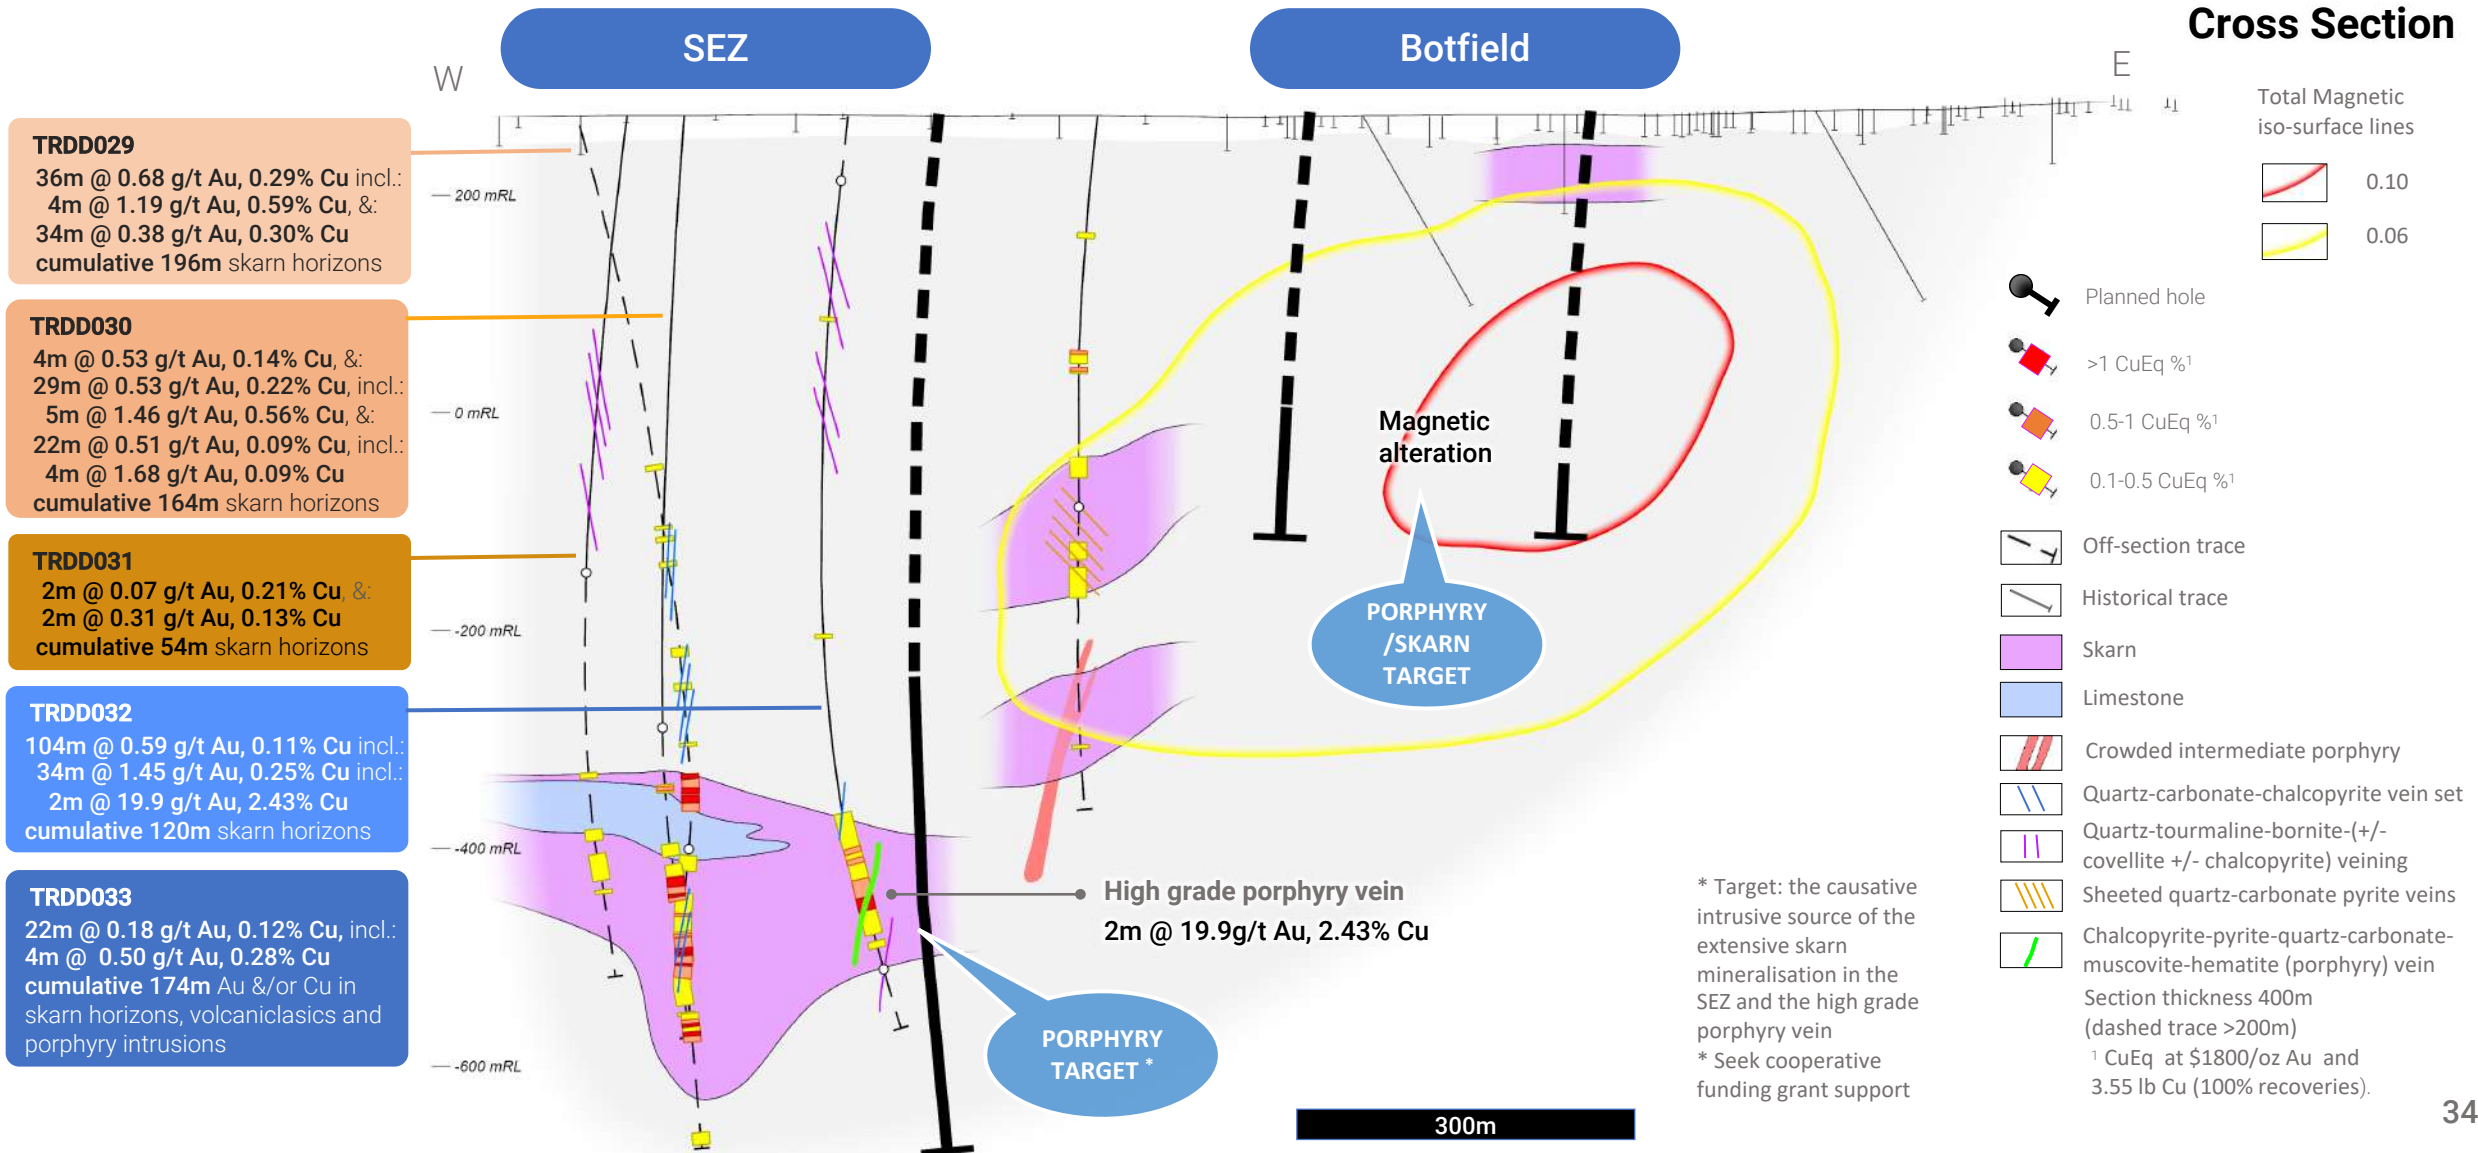 Cross Section
SEZ
Botfield
W
E
TRDD029
36m @ 0.68 g/t Au, 0.29% Cu incl.:
4m @ 1.19 g/t Au, 0.59% Cu, &:
34m @ 0.38 g/t Au, 0.30% Cu
cumulative 196m skarn horizons
TRDD030
4m @ 0.53 g/t Au, 0.14% Cu, &:
29m @ 0.53 g/t Au, 0.22% Cu, incl.:
5m @ 1.46 g/t Au, 0.56% Cu, &:
22m @ 0.51 g/t Au, 0.09% Cu, incl.:
4m @ 1.68 g/t Au, 0.09% Cu
cumulative 164m skarn horizons
TRDD031
2m @ 0.07 g/t Au, 0.21% Cu, &:
2m @ 0.31 g/t Au, 0.13% Cu
cumulative 54m skarn horizons
TRDD032
104m @ 0.59 g/t Au, 0.11% Cu incl.:
34m @ 1.45 g/t Au, 0.25% Cu incl.:
2m @ 19.9 g/t Au, 2.43% Cu
cumulative 120m skarn horizons
TRDD033
22m @ 0.18 g/t Au, 0.12% Cu, incl.:
4m @ 0.50 g/t Au, 0.28% Cu
cumulative 174m Au &/or Cu in
skarn horizons, volcaniclasics and
porphyry intrusions
200 mRL
0 mRL
-200 mRL
-400 mRL
-600 mRL
Magnetic
alteration
PORPHYRY
/SKARN
TARGET
High grade porphyry vein
2m @ 19.9g/t Au, 2.43% Cu
PORPHYRY
TARGET *
300m
* Target: the causative
intrusive source of the
extensive skarn
mineralisation in the
SEZ and the high grade
porphyry vein
* Seek cooperative
funding grant support
Total Magnetic
iso-surface lines
0.10
0.06
Planned hole
>1 CuEq %¹
0.5-1 CuEq %¹
0.1-0.5 CuEq %¹
Off-section trace
Historical trace
Skarn
Limestone
Crowded intermediate porphyry
Quartz-carbonate-chalcopyrite vein set
Quartz-tourmaline-bornite-(+/-
covellite +/- chalcopyrite) veining
Sheeted quartz-carbonate pyrite veins
Chalcopyrite-pyrite-quartz-carbonate-
muscovite-hematite (porphyry) vein
Section thickness 400m
(dashed trace >200m)
¹ CuEq at $1800/oz Au and
3.55 lb Cu (100% recoveries).
34